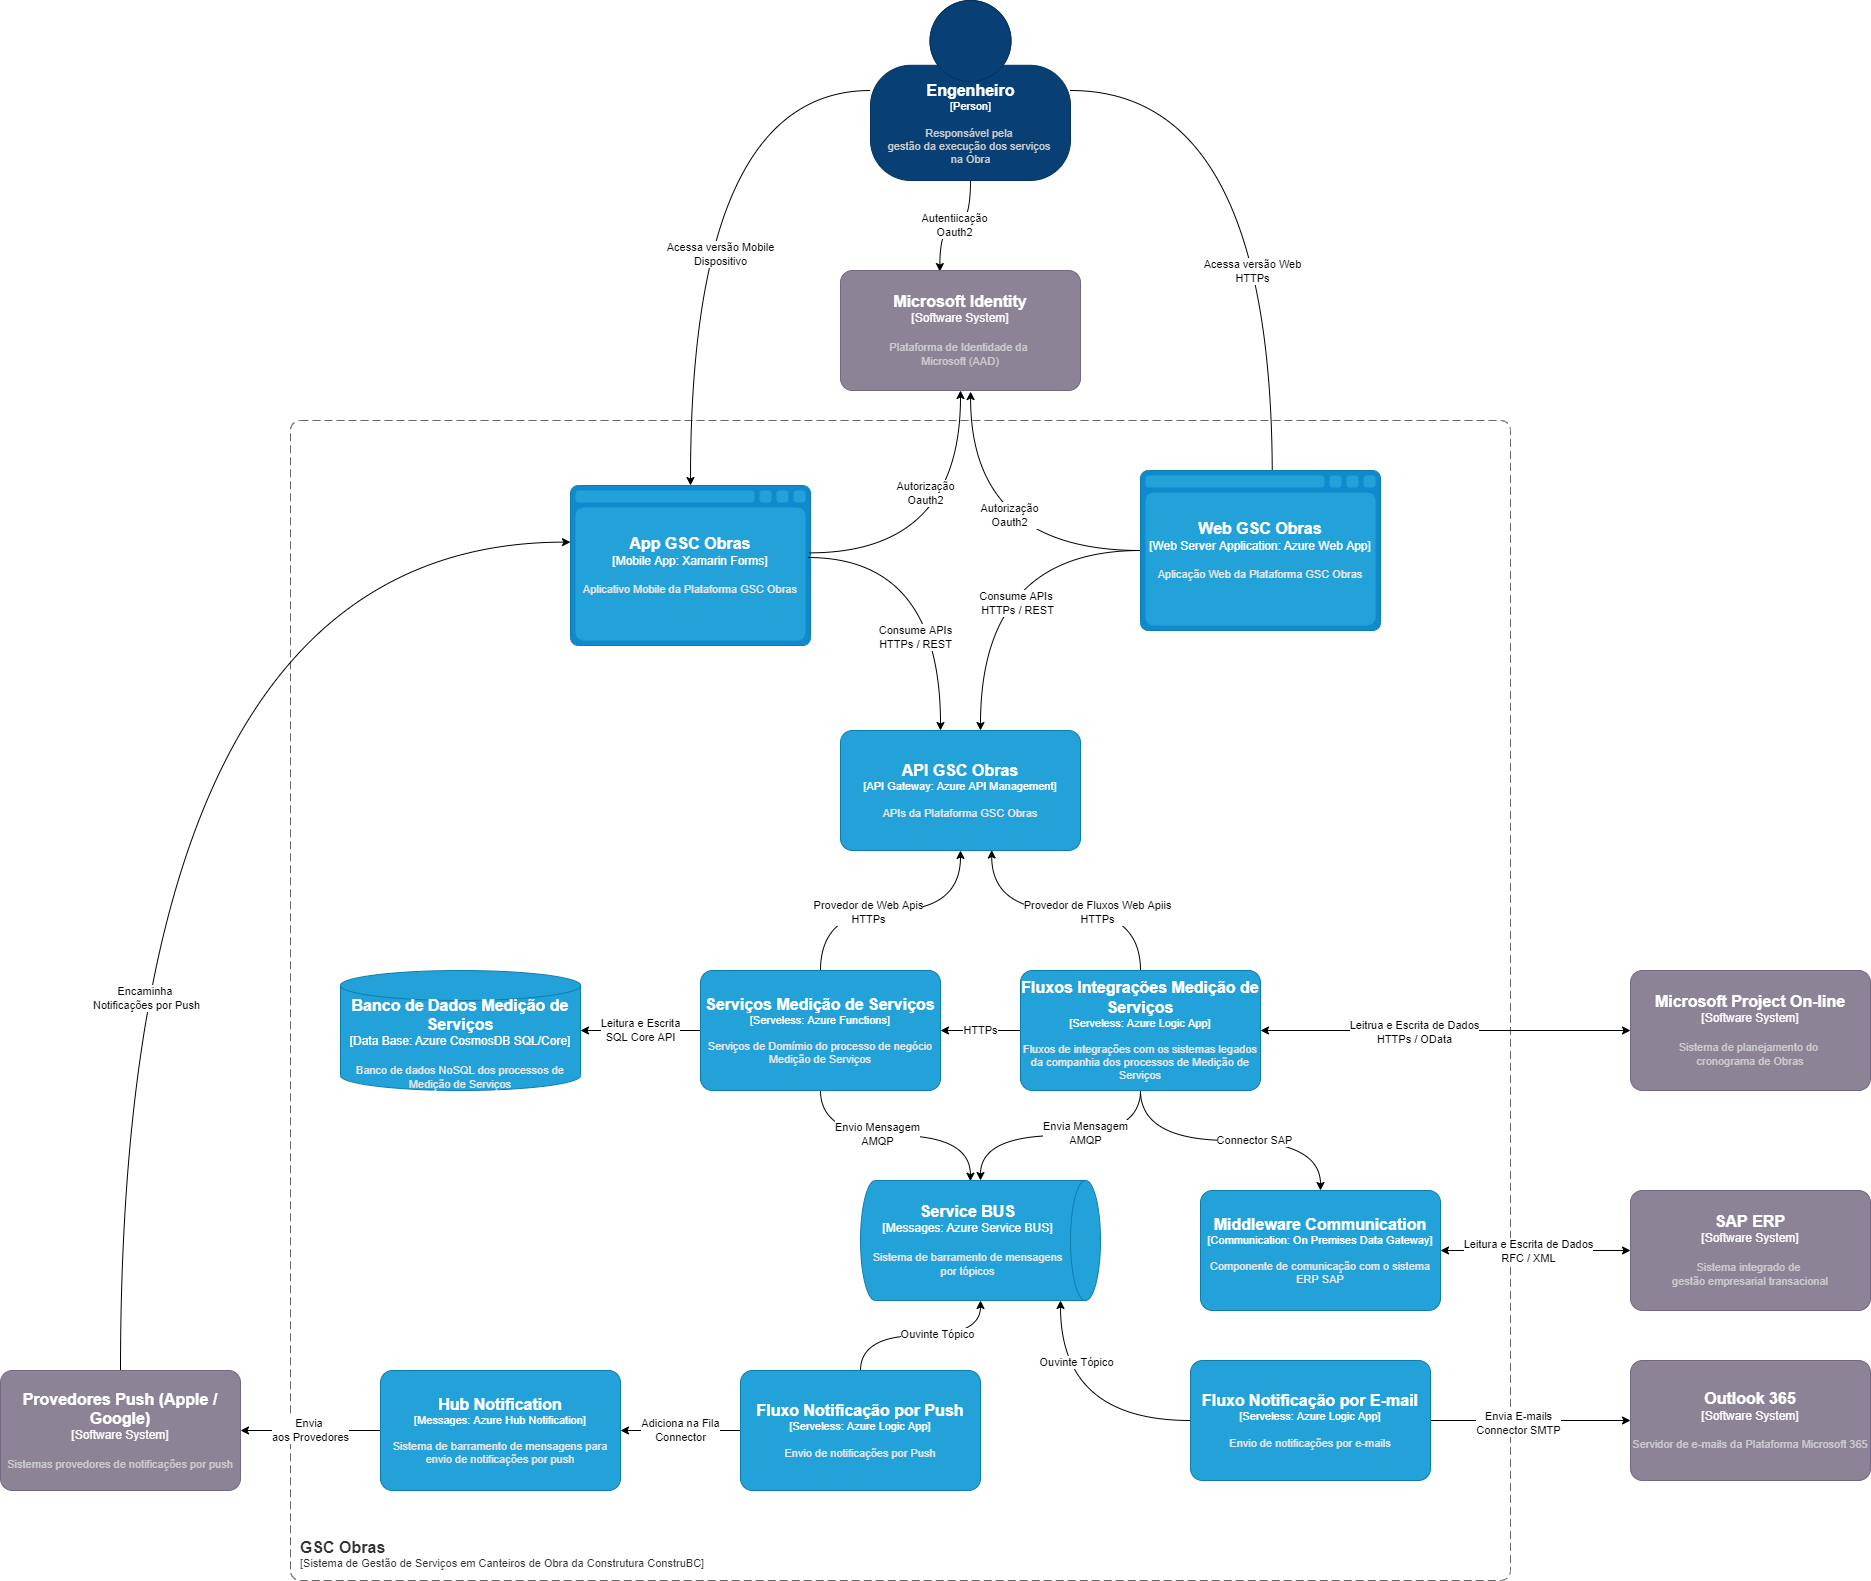 Engenheiro
[Person]
Responsável pela
gestão da execução dos serviços
na Obra
Autentiicação
Oauth2
Acessa versão Mobile
Dispositivo
Acessa versão Web
HTTPs
Microsoft Identity
[Software System]
Plataforma de Identidade da
Microsoft (AAD)
Autorização
Oauth2
Autorização
Oauth2
App GSC Obras
[Mobile App: Xamarin Forms]
Aplicativo Mobile da Plataforma GSC Obras
Web GSC Obras
[Web Server Application: Azure Web App]
Aplicação Web da Plataforma GSC Obras
Consume APIs
HTTPs / REST
Consume APIs
HTTPs / REST
API GSC Obras
[API Gateway: Azure API Management]
APIs da Plataforma GSC Obras
Provedor de Web Apis
HTTPs
Provedor de Fluxos Web Apiis
HTTPs
Encaminha
Notificações por Push
Banco de Dados Medição de
Serviços
[Data Base: Azure CosmosDB SQL/Core]
Banco de dados NoSQL dos processos de
Medição de Serviços
Leitura e Escrita
SQL Core API
Serviços Medição de Serviços
[Serveless: Azure Functions]
Serviços de Domímio do processo de negócio
Medição de Serviços
HTTPs
Fluxos Integrações Medição de
Serviços
[Serveless: Azure Logic App]
Fluxos de integrações com os sistemas legados
da companhia dos processos de Medição de
Serviços
Leitrua e Escrita de Dados
HTTPs / OData
Microsoft Project On-line
[Software System]
Sistema de planejamento do
cronograma de Obras
Envio Mensagem
AMQP
Envia Mensagem
AMQP
Connector SAP
Service BUS
[Messages: Azure Service BUS]
Sistema de barramento de mensagens
por tópicos
Middleware Communication
[Communication: On Premises Data Gateway]
Componente de comunicação com o sistema
ERP SAP
Leitura e Escrita de Dados
RFC / XML
SAP ERP
[Software System]
Sistema integrado de
gestão empresarial transacional
Ouvinte Tópico
Ouvinte Tópico
Provedores Push (Apple /
Google)
[Software System]
Sistemas provedores de notificações por push
Envia
aos Provedores
Hub Notification
[Messages: Azure Hub Notification]
Sistema de barramento de mensagens para
envio de notificações por push
Adiciona na Fila
Connector
Fluxo Notificação por Push
[Serveless: Azure Logic App]
Envio de notificações por Push
Fluxo Notificação por E-mail
[Serveless: Azure Logic App]
Envio de notificações por e-mails
Envia E-mails
Connector SMTP
Outlook 365
[Software System]
Servidor de e-mails da Plataforma Microsoft 365
GSC Obras
[Sistema de Gestão de Serviços em Canteiros de Obra da Construtura ConstruBC]